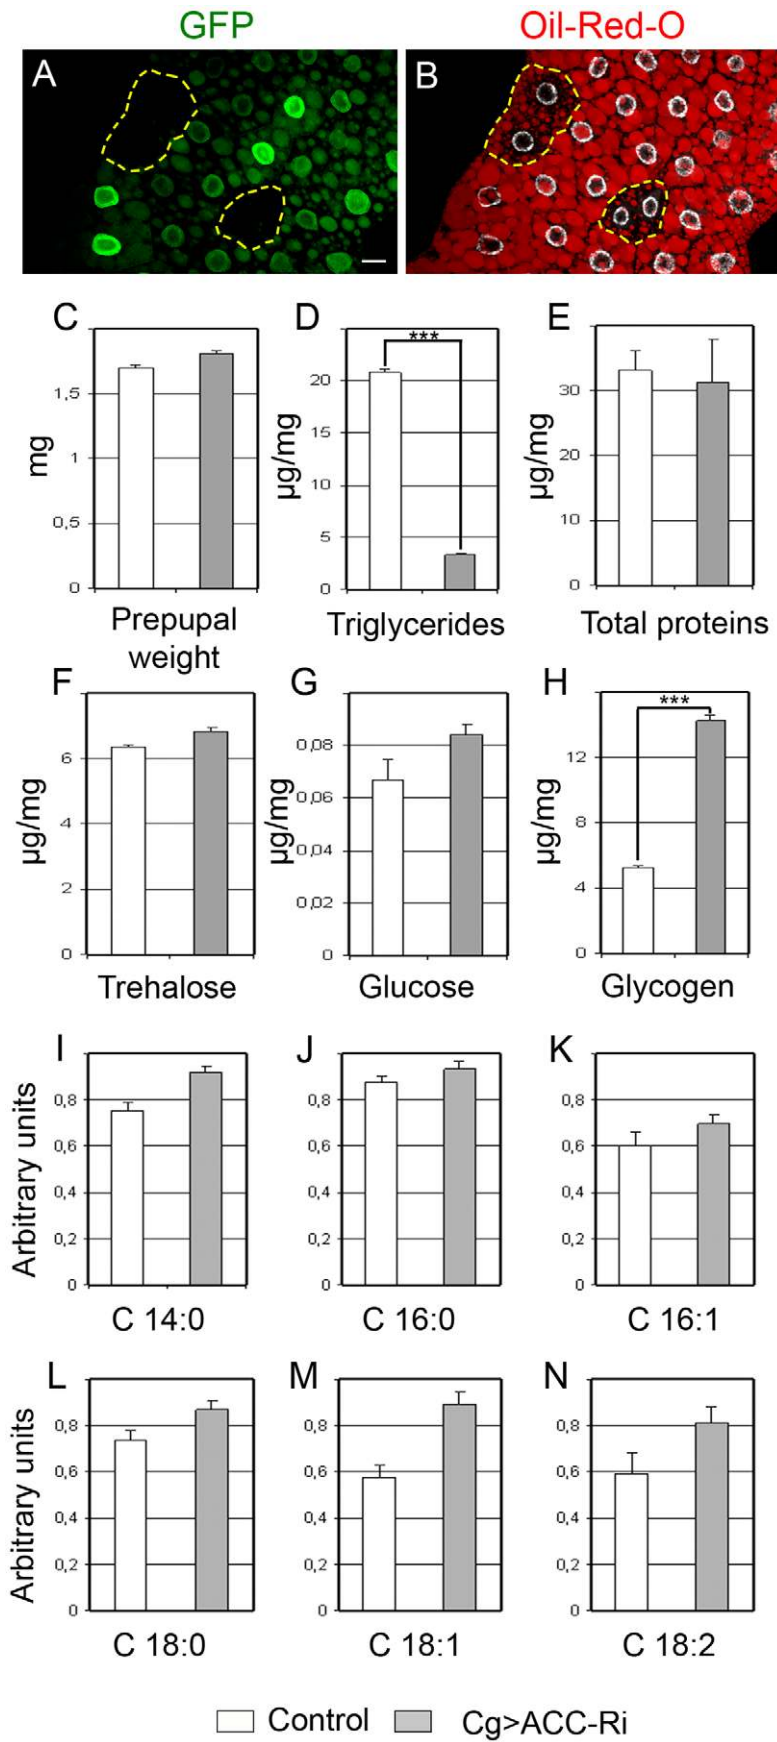 GFP Oil-Red-O
A B
C D E
mg
1,5
1
0,5
0
µg/mg
20
15
10
5
0
***
µg/mg
30
20
10
0
Prepupal
weight
Triglycerides
Total proteins
F G H
µg/mg
6
4
2
0
µg/mg
0,08
0,06
0,04
0,02
0
µg/mg
12
8
4
0
***
Trehalose Glucose Glycogen
I J K
Arbitrary units
0,8
0,6
0,4
0,2
0
0,8
0,6
0,4
0,2
0
0,8
0,6
0,4
0,2
0
C 14:0 C 16:0 C 16:1
L M N
Arbitrary units
0,8
0,6
0,4
0,2
0
0,8
0,6
0,4
0,2
0
0,8
0,6
0,4
0,2
0
C 18:0 C 18:1 C 18:2
Control Cg>ACC-Ri